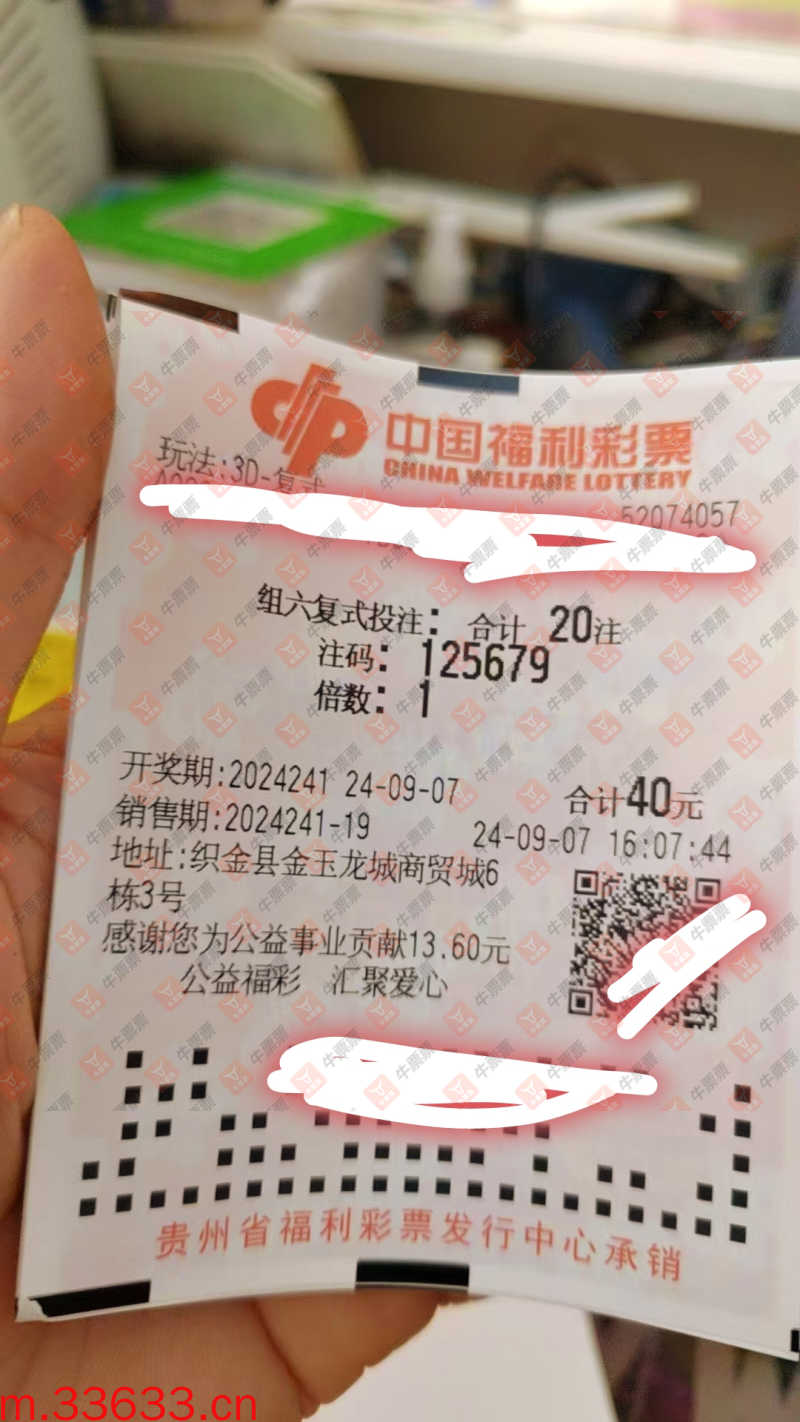 中国福利彩票
CHINA WELFARE LOTTERY
玩法:3D-复式
52074057
组六复式投注: 合计 20注
注码: 125679
倍数: 1
开奖期:2024241 24-09-07 合计40元
销售期:2024241-19 24-09-07 16:07:44
地址:织金县金玉龙城商贸城6
栋3号
感谢您为公益事业贡献13.60元
公益福彩 汇聚爱心
贵州省福利彩票发行中心承销
牛票票
m.33633.cn